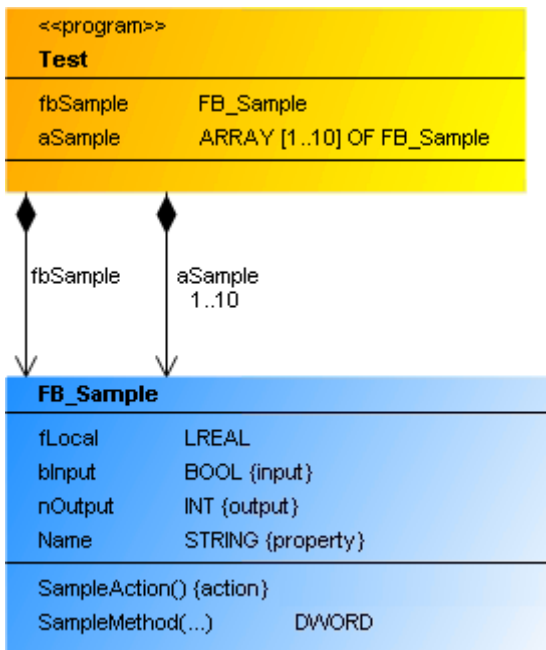 <<program>>
Test
fbSample FB_Sample
aSample ARRAY [1..10] OF FB_Sample
fbSample aSample
1..10
FB_Sample
fLocal LREAL
bInput BOOL {input}
nOutput INT {output}
Name STRING {property}
SampleAction() {action}
SampleMethod(...) DWORD